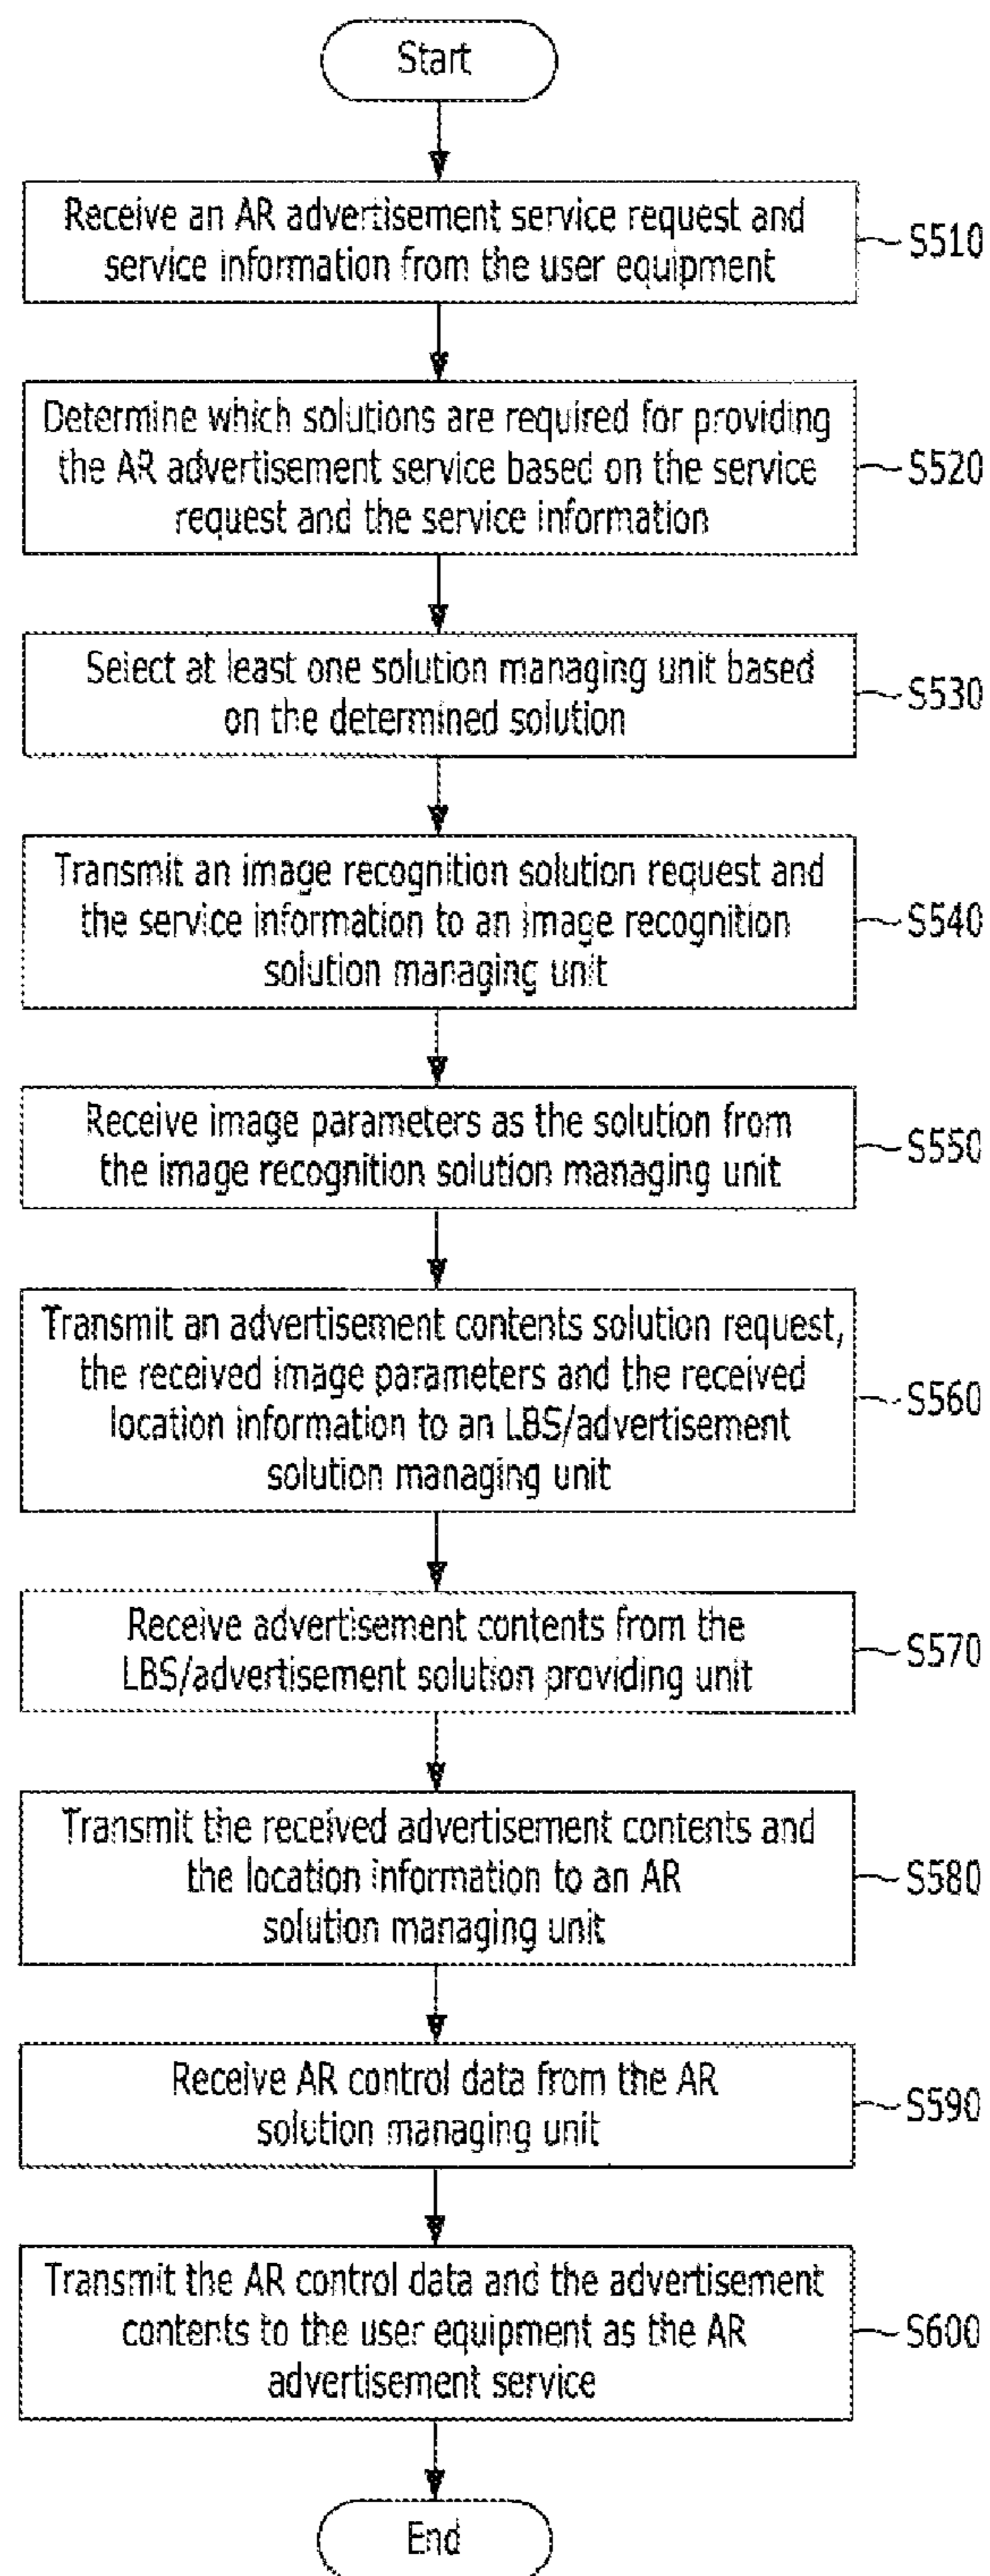 Start
Receive an AR advertisement service request and
service information from the user equipment
S510
Determine which solutions are required for providing
the AR advertisement service based on the service
request and the service information
S520
Select at least one solution managing unit based
on the determined solution
S530
Transmit an image recognition solution request and
the service information to an image recognition
solution managing unit
S540
Receive image parameters as the solution from
the image recognition solution managing unit
S550
Transmit an advertisement contents solution request,
the received image parameters and the received
location information to an LBS/advertisement
solution managing unit
S560
Receive advertisement contents from the
LBS/advertisement solution providing unit
S570
Transmit the received advertisement contents and
the location information to an AR
solution managing unit
S580
Receive AR control data from the AR
solution managing unit
S590
Transmit the AR control data and the advertisement
contents to the user equipment as the AR
advertisement service
S600
End